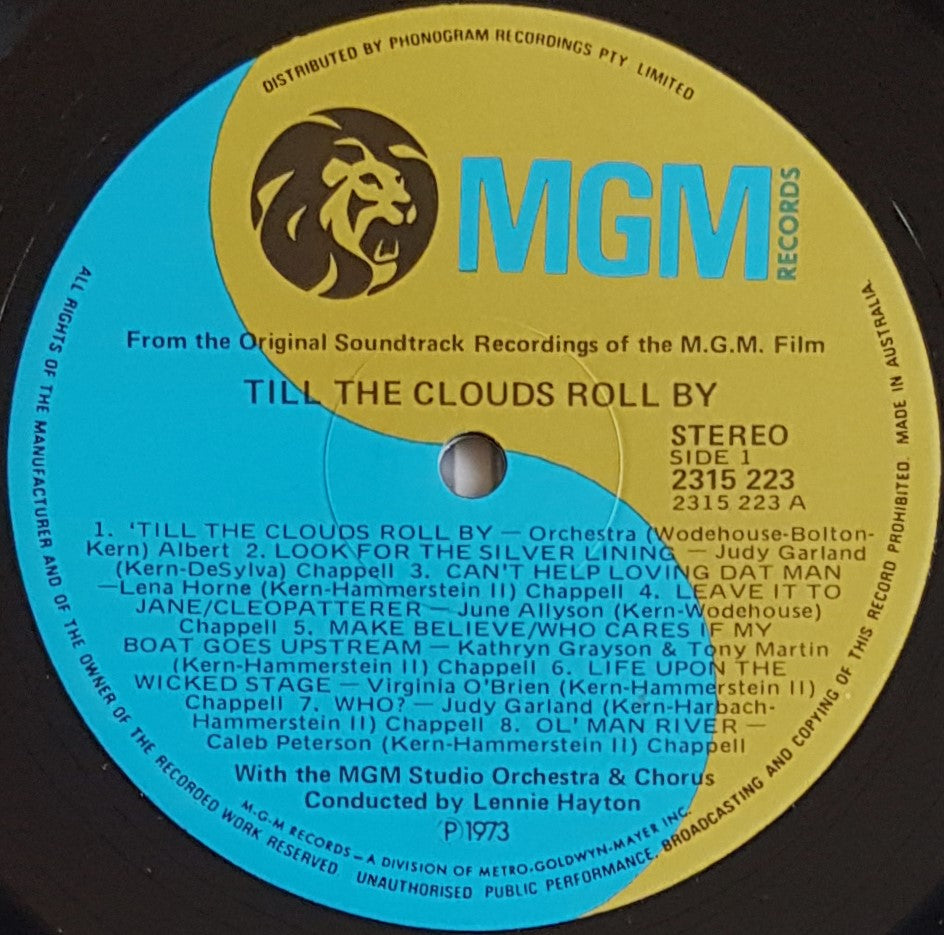 DISTRIBUTED BY PHONOGRAM RECORDINGS PTY LIMITED
MGM
RECORDS
From the Original Soundtrack Recordings of the M.G.M. Film
TILL THE CLOUDS ROLL BY
STEREO
SIDE 1
2315 223
2315 223 A
1. 'TILL THE CLOUDS ROLL BY — Orchestra (Wodehouse-Bolton-
Kern) Albert 2. LOOK FOR THE SILVER LINING — Judy Garland
(Kern-DeSylva) Chappell 3. CAN'T HELP LOVING DAT MAN
—Lena Horne (Kern-Hammerstein II) Chappell 4. LEAVE IT TO
JANE/CLEOPATTERER — June Allyson (Kern-Wodehouse)
Chappell 5. MAKE BELIEVE/WHO CARES IF MY
BOAT GOES UPSTREAM — Kathryn Grayson & Tony Martin
(Kern-Hammerstein II) Chappell 6. LIFE UPON THE
WICKED STAGE — Virginia O'Brien (Kern-Hammerstein II)
Chappell 7. WHO? — Judy Garland (Kern-Harbach-
Hammerstein II) Chappell 8. OL' MAN RIVER —
Caleb Peterson (Kern-Hammerstein II) Chappell
With the MGM Studio Orchestra & Chorus
Conducted by Lennie Hayton
Ⓟ1973
M-G-M RECORDS — A DIVISION OF METRO-GOLDWYN-MAYER INC.
ALL RIGHTS OF THE MANUFACTURER AND OF THE OWNER OF THE RECORDED WORK RESERVED. UNAUTHORISED PUBLIC PERFORMANCE, BROADCASTING AND COPYING OF THIS RECORD PROHIBITED. MADE IN AUSTRALIA.